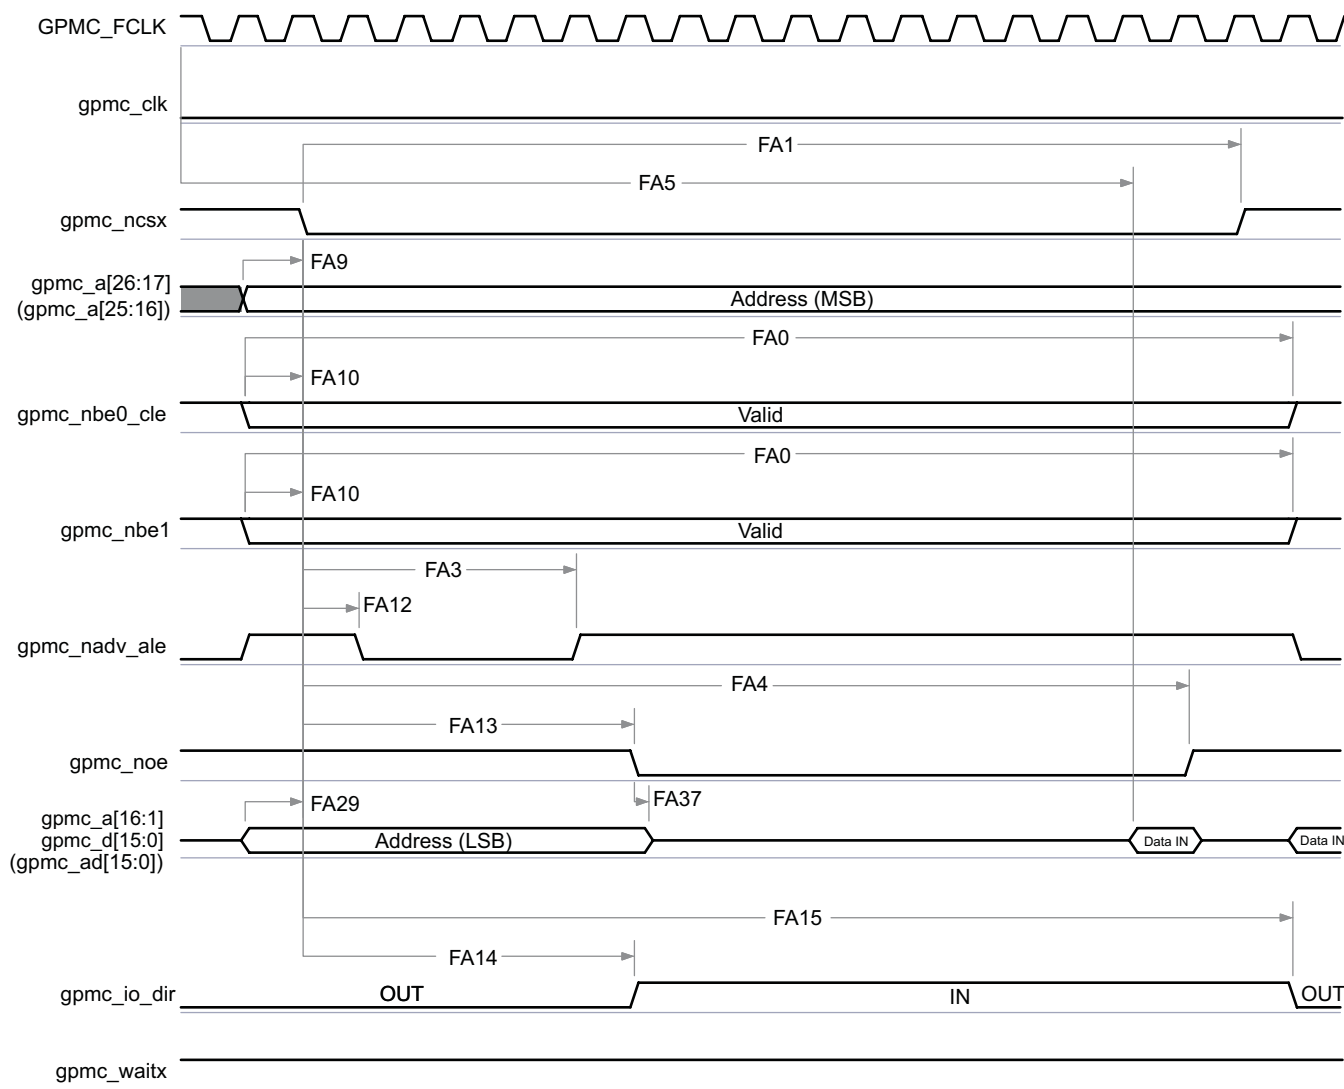 GPMC_FCLK
gpmc_clk
FA1
FA5
gpmc_ncsx
FA9
gpmc_a[26:17]
(gpmc_a[25:16])
Address (MSB)
FA0
FA10
gpmc_nbe0_cle
Valid
FA0
FA10
gpmc_nbe1
Valid
FA3
FA12
gpmc_nadv_ale
FA4
FA13
gpmc_noe
FA37
FA29
gpmc_a[16:1]
gpmc_d[15:0]
(gpmc_ad[15:0])
Address (LSB)
Data IN
Data IN
FA15
FA14
gpmc_io_dir
OUT
IN
OUT
gpmc_waitx